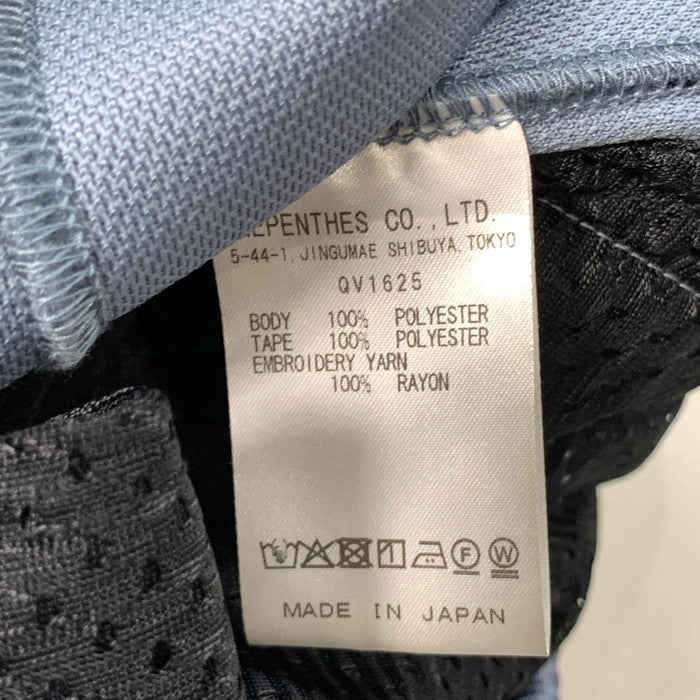 NEPENTHES CO., LTD.
5-44-1, JINGUMAE SHIBUYA, TOKYO
QV1625
BODY 100% POLYESTER
TAPE 100% POLYESTER
EMBROIDERY YARN
100% RAYON
F W
MADE IN JAPAN